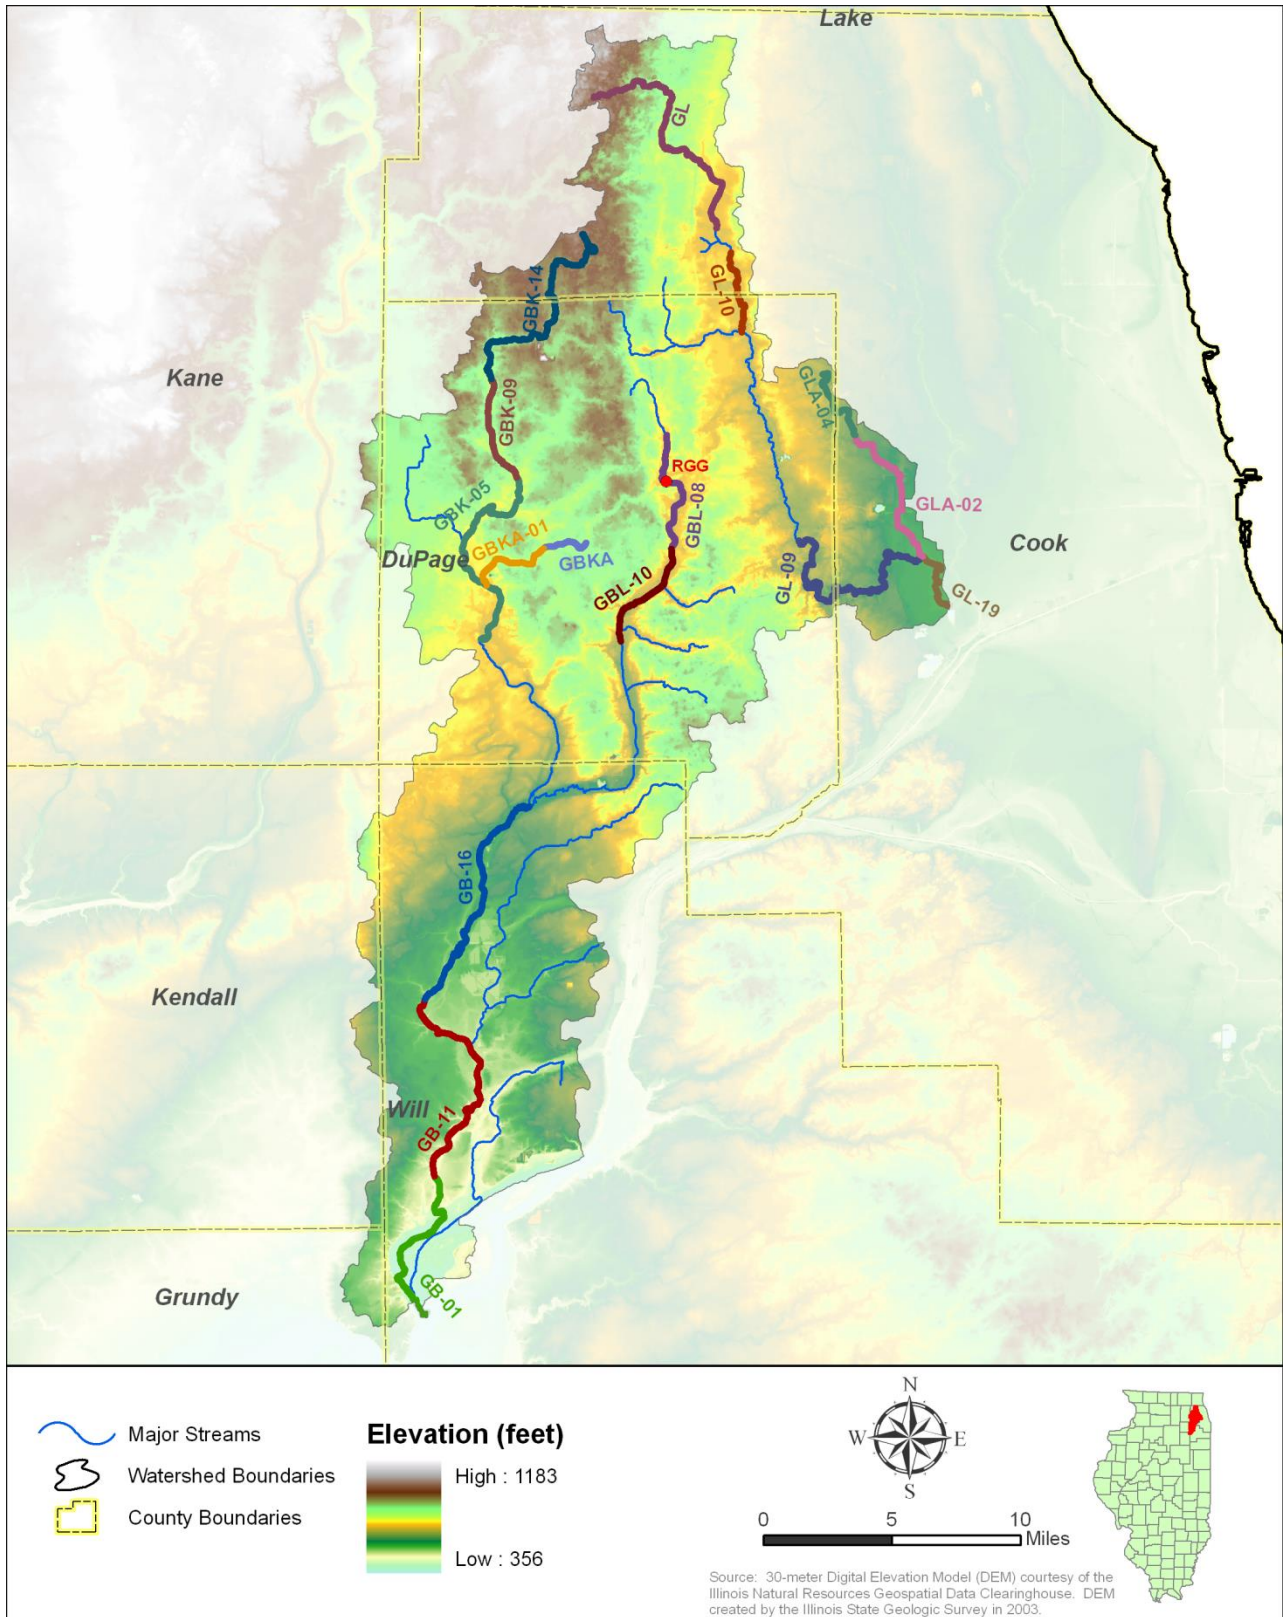 Lake
GL
GBK-14
GL-10
Kane
GLA-04
GBK-09
RGG
GBK-05
GBL-08
GLA-02
GBKA-01
Cook
DuPage
GBKA
GBL-10
GL-09
GL-19
GB-16
Kendall
Will
GB-11
Grundy
GB-01
Major Streams
Watershed Boundaries
County Boundaries
Elevation (feet)
High : 1183
Low : 356
N
W E
S
0 5 10
Miles
Source: 30-meter Digital Elevation Model (DEM) courtesy of the
Illinois Natural Resources Geospatial Data Clearinghouse. DEM
created by the Illinois State Geologic Survey in 2003.